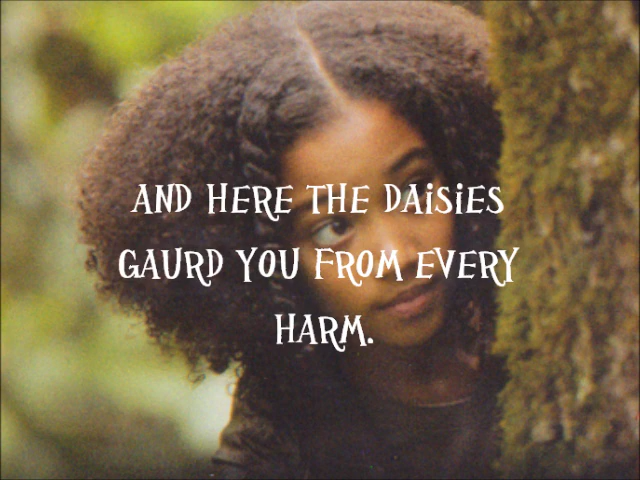 AND HERE THE DAiSiES
GAURD YOU FROM EVERY
HARM.